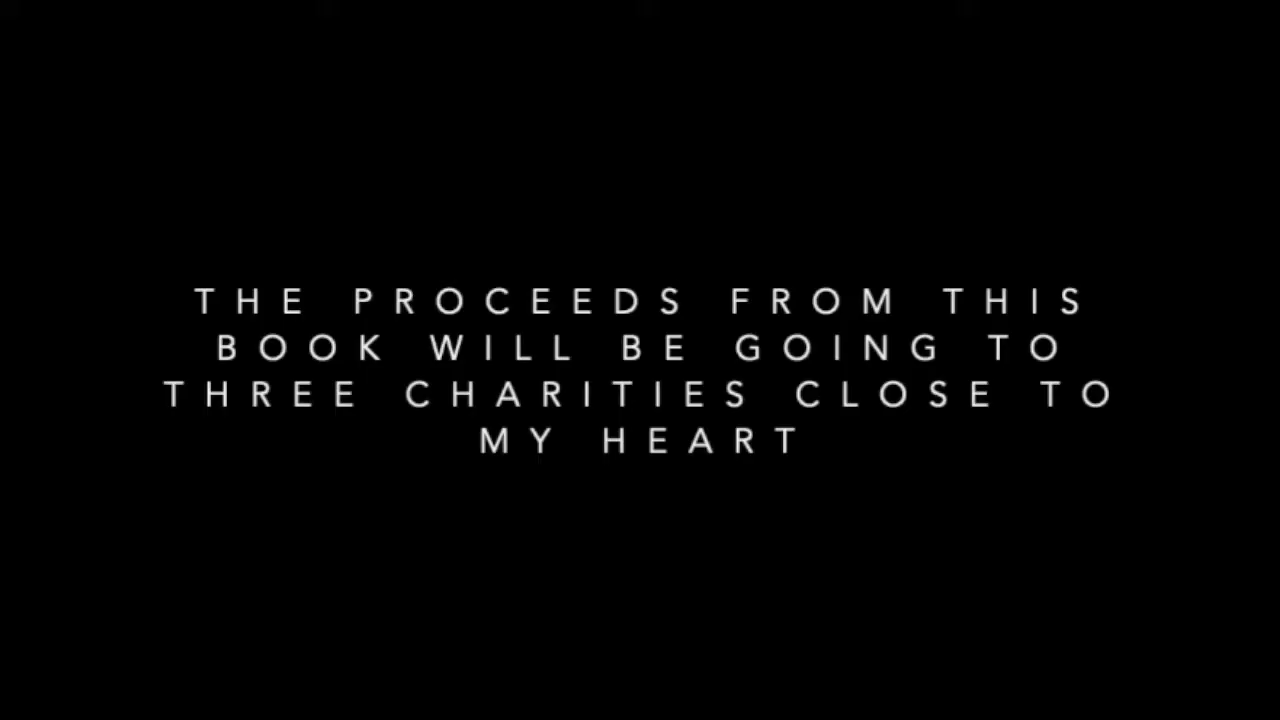 THE PROCEEDS FROM THIS
BOOK WILL BE GOING TO
THREE CHARITIES CLOSE TO
MY HEART